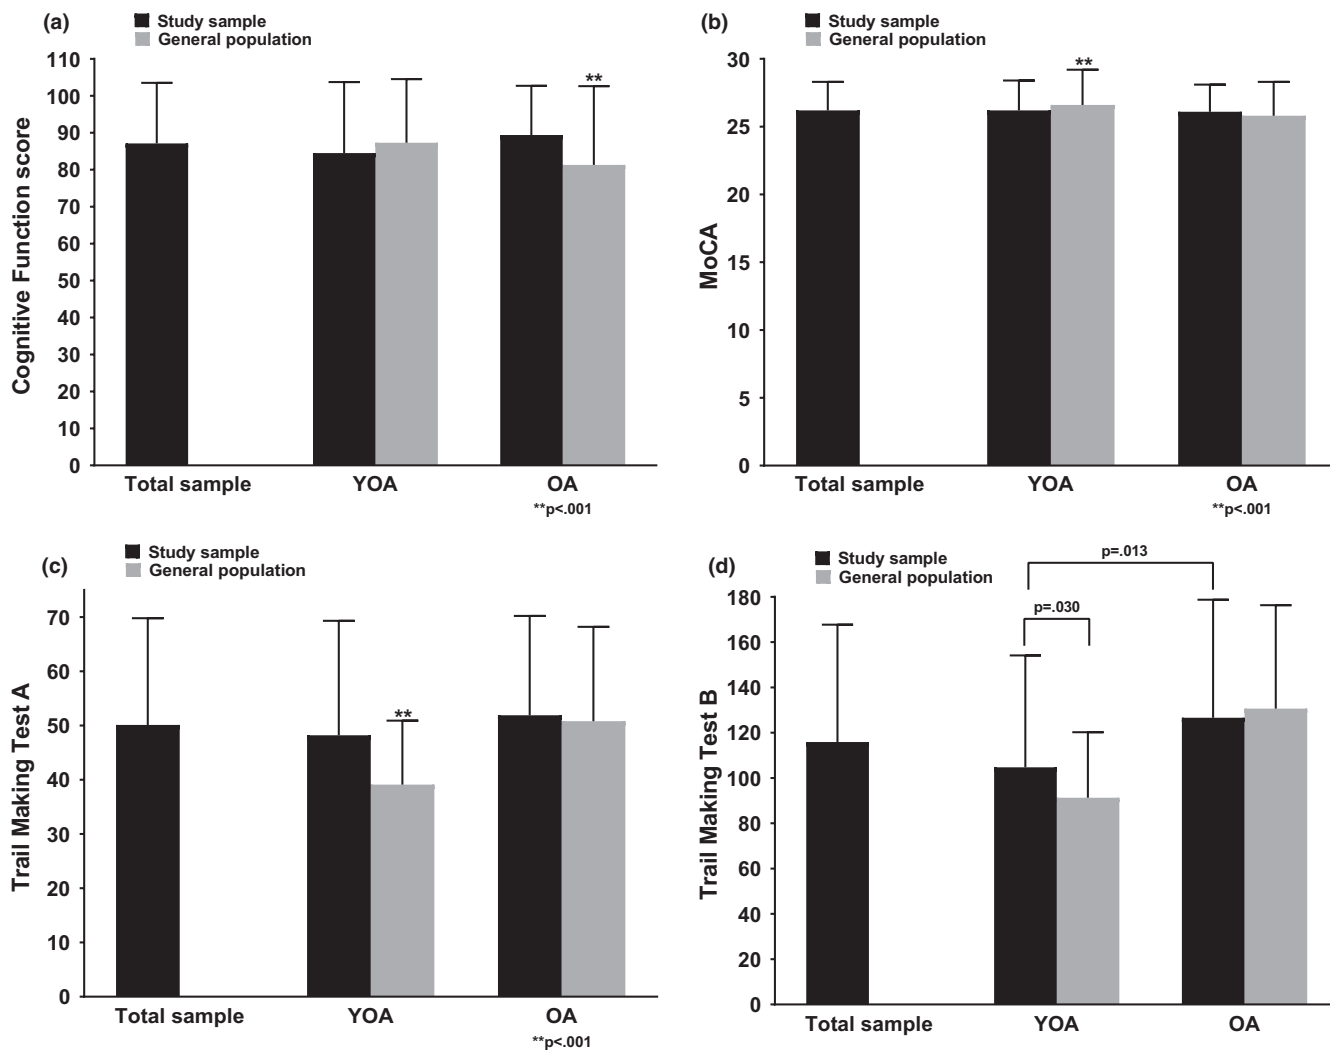 (a)
Study sample
General population
110
100
90
80
70
60
50
40
30
20
10
0
Cognitive Function score
**
Total sample YOA OA
**p<.001
(b)
Study sample
General population
30
25
20
15
10
5
0
MoCA
**
Total sample YOA OA
**p<.001
(c)
Study sample
General population
70
60
50
40
30
20
10
0
Trail Making Test A
**
Total sample YOA OA
**p<.001
(d)
Study sample
General population
p=.013
p=.030
180
160
140
120
100
80
60
40
20
0
Trail Making Test B
Total sample YOA OA